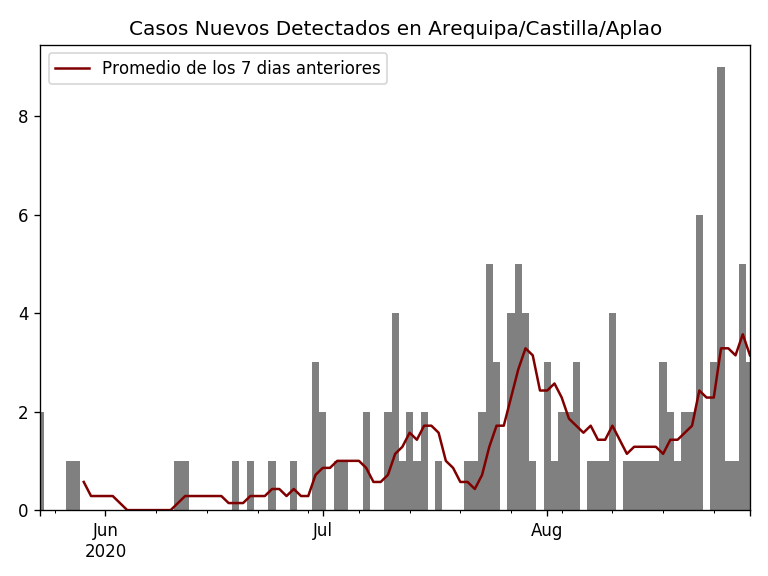 Casos Nuevos Detectados en Arequipa/Castilla/Aplao
Promedio de los 7 dias anteriores
8
6
4
2
0
Jun
2020
Jul
Aug